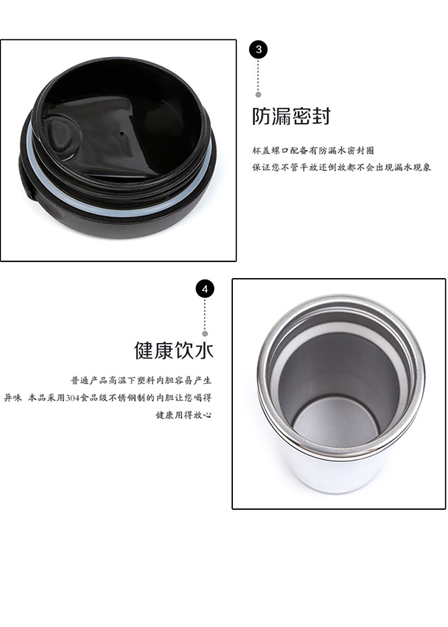 3
防漏密封
杯盖螺口配备有防漏水密封圈
保证您不管平放还倒放都不会出现漏水现象
4
健康饮水
普通产品高温下塑料内胆容易产生
异味 本品采用304食品级不锈钢制的内胆让您喝得
健康用得放心